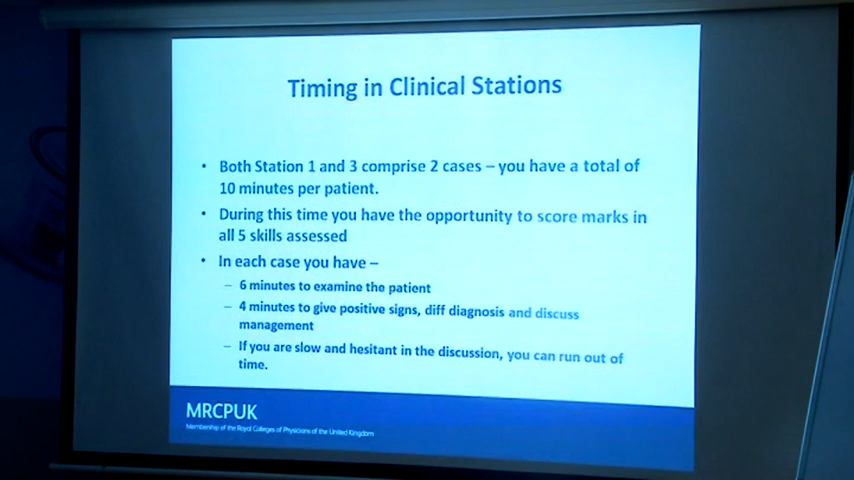 Timing in Clinical Stations
• Both Station 1 and 3 comprise 2 cases – you have a total of
10 minutes per patient.
• During this time you have the opportunity to score marks in
all 5 skills assessed
• In each case you have –
– 6 minutes to examine the patient
– 4 minutes to give positive signs, diff diagnosis and discuss
management
– If you are slow and hesitant in the discussion, you can run out of
time.
MRCPUK
Membership of the Royal Colleges of Physicians of the United Kingdom